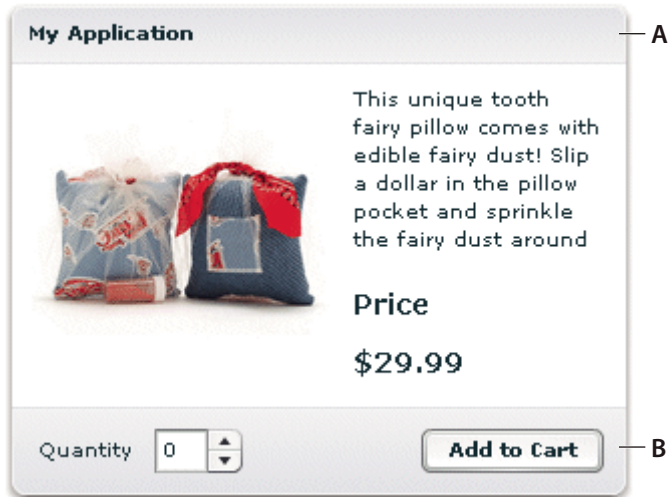 My Application
A
This unique tooth
fairy pillow comes with
edible fairy dust! Slip
a dollar in the pillow
pocket and sprinkle
the fairy dust around
Price
$29.99
Quantity
0
Add to Cart
B